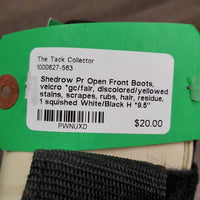 The Tack Collector
1000627-563
Shedrow Pr Open Front Boots,
velcro *gc/fair, discolored/yellowed
stains, scrapes, rubs, hair, residue,
1 squished White/Black H *9.5"
$20.00
PWNUXD